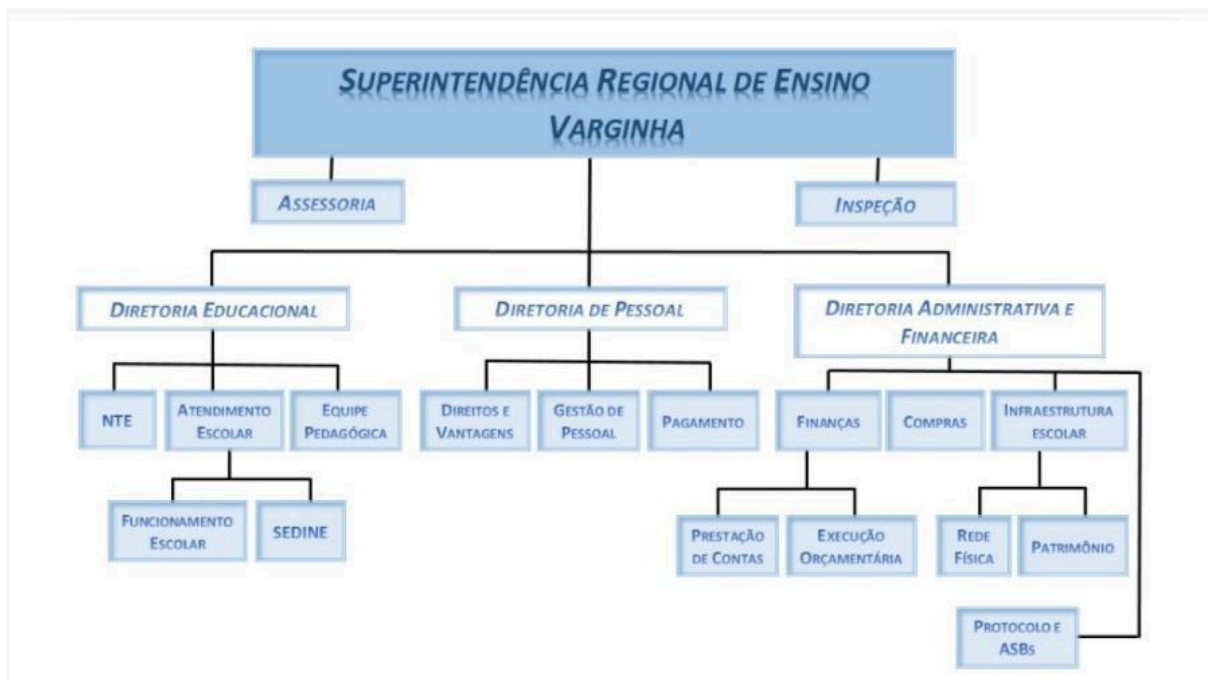 SUPERINTENDÊNCIA REGIONAL DE ENSINO
VARGINHA
ASSESSORIA
INSPEÇÃO
DIRETORIA EDUCACIONAL
DIRETORIA DE PESSOAL
DIRETORIA ADMINISTRATIVA E
FINANCEIRA
NTE
ATENDIMENTO
ESCOLAR
EQUIPE
PEDAGÓGICA
DIREITOS E
VANTAGENS
GESTÃO DE
PESSOAL
PAGAMENTO
FINANÇAS
COMPRAS
INFRAESTRUTURA
ESCOLAR
FUNCIONAMENTO
ESCOLAR
SEDINE
PRESTAÇÃO
DE CONTAS
EXECUÇÃO
ORÇAMENTÁRIA
REDE
FÍSICA
PATRIMÔNIO
PROTOCOLO E
ASBS